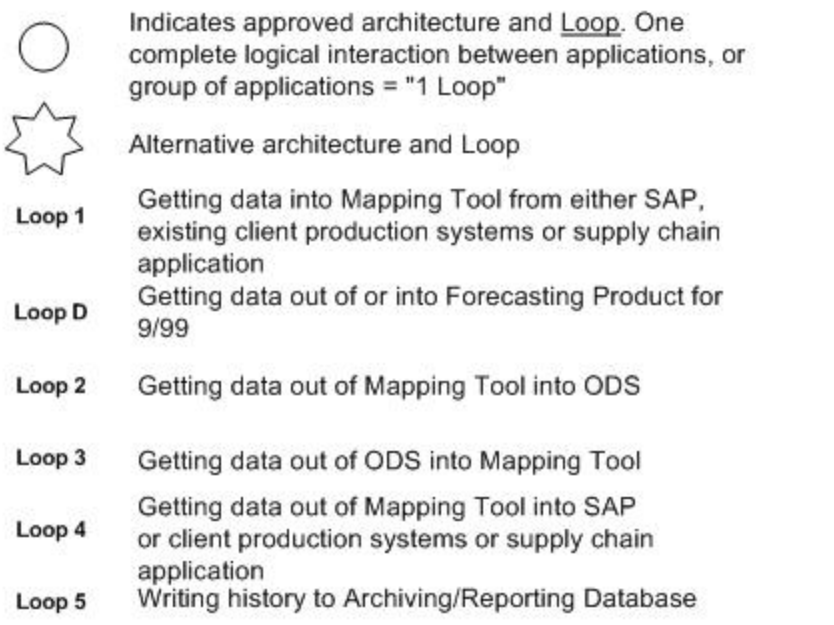 Indicates approved architecture and Loop. One
complete logical interaction between applications, or
group of applications = "1 Loop"
Alternative architecture and Loop
Loop 1
Getting data into Mapping Tool from either SAP,
existing client production systems or supply chain
application
Loop D
Getting data out of or into Forecasting Product for
9/99
Loop 2
Getting data out of Mapping Tool into ODS
Loop 3
Getting data out of ODS into Mapping Tool
Loop 4
Getting data out of Mapping Tool into SAP
or client production systems or supply chain
application
Loop 5
Writing history to Archiving/Reporting Database